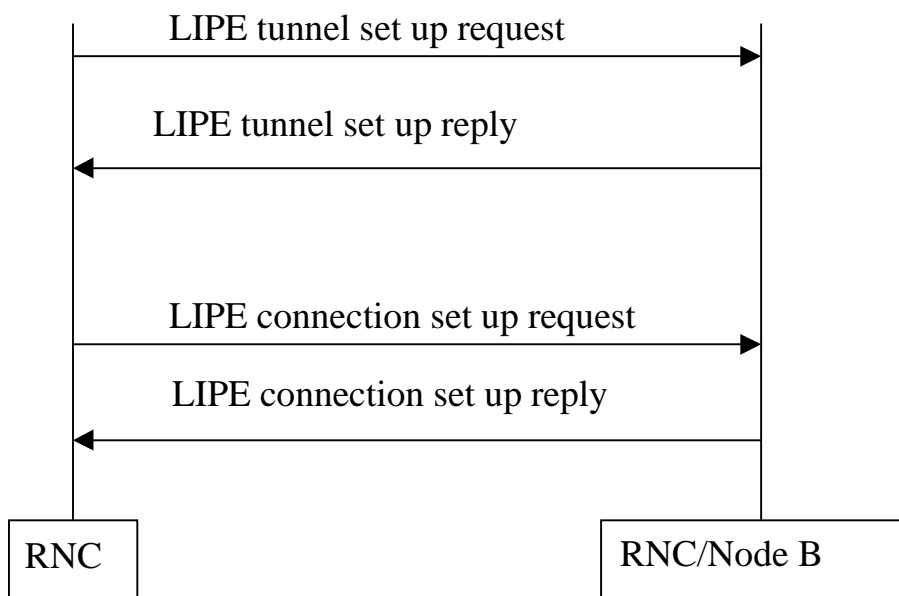 LIPE tunnel set up request
LIPE tunnel set up reply
LIPE connection set up request
LIPE connection set up reply
RNC
RNC/Node B